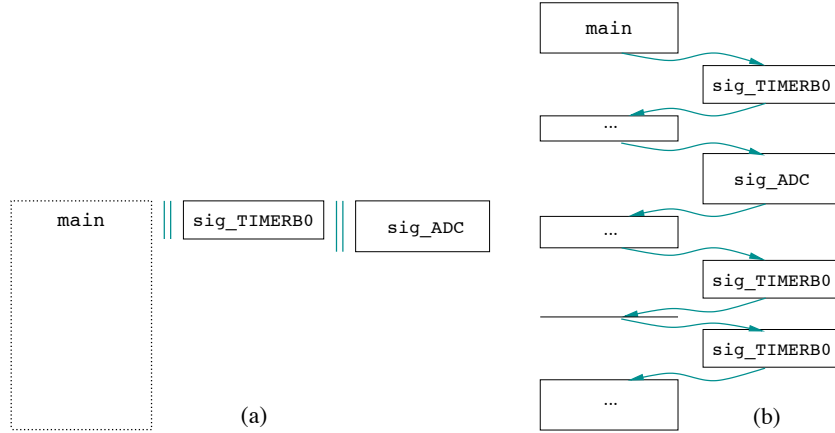 main
sig_TIMERB0
sig_ADC
(a)
main
sig_TIMERB0
...
sig_ADC
...
sig_TIMERB0
sig_TIMERB0
...
(b)